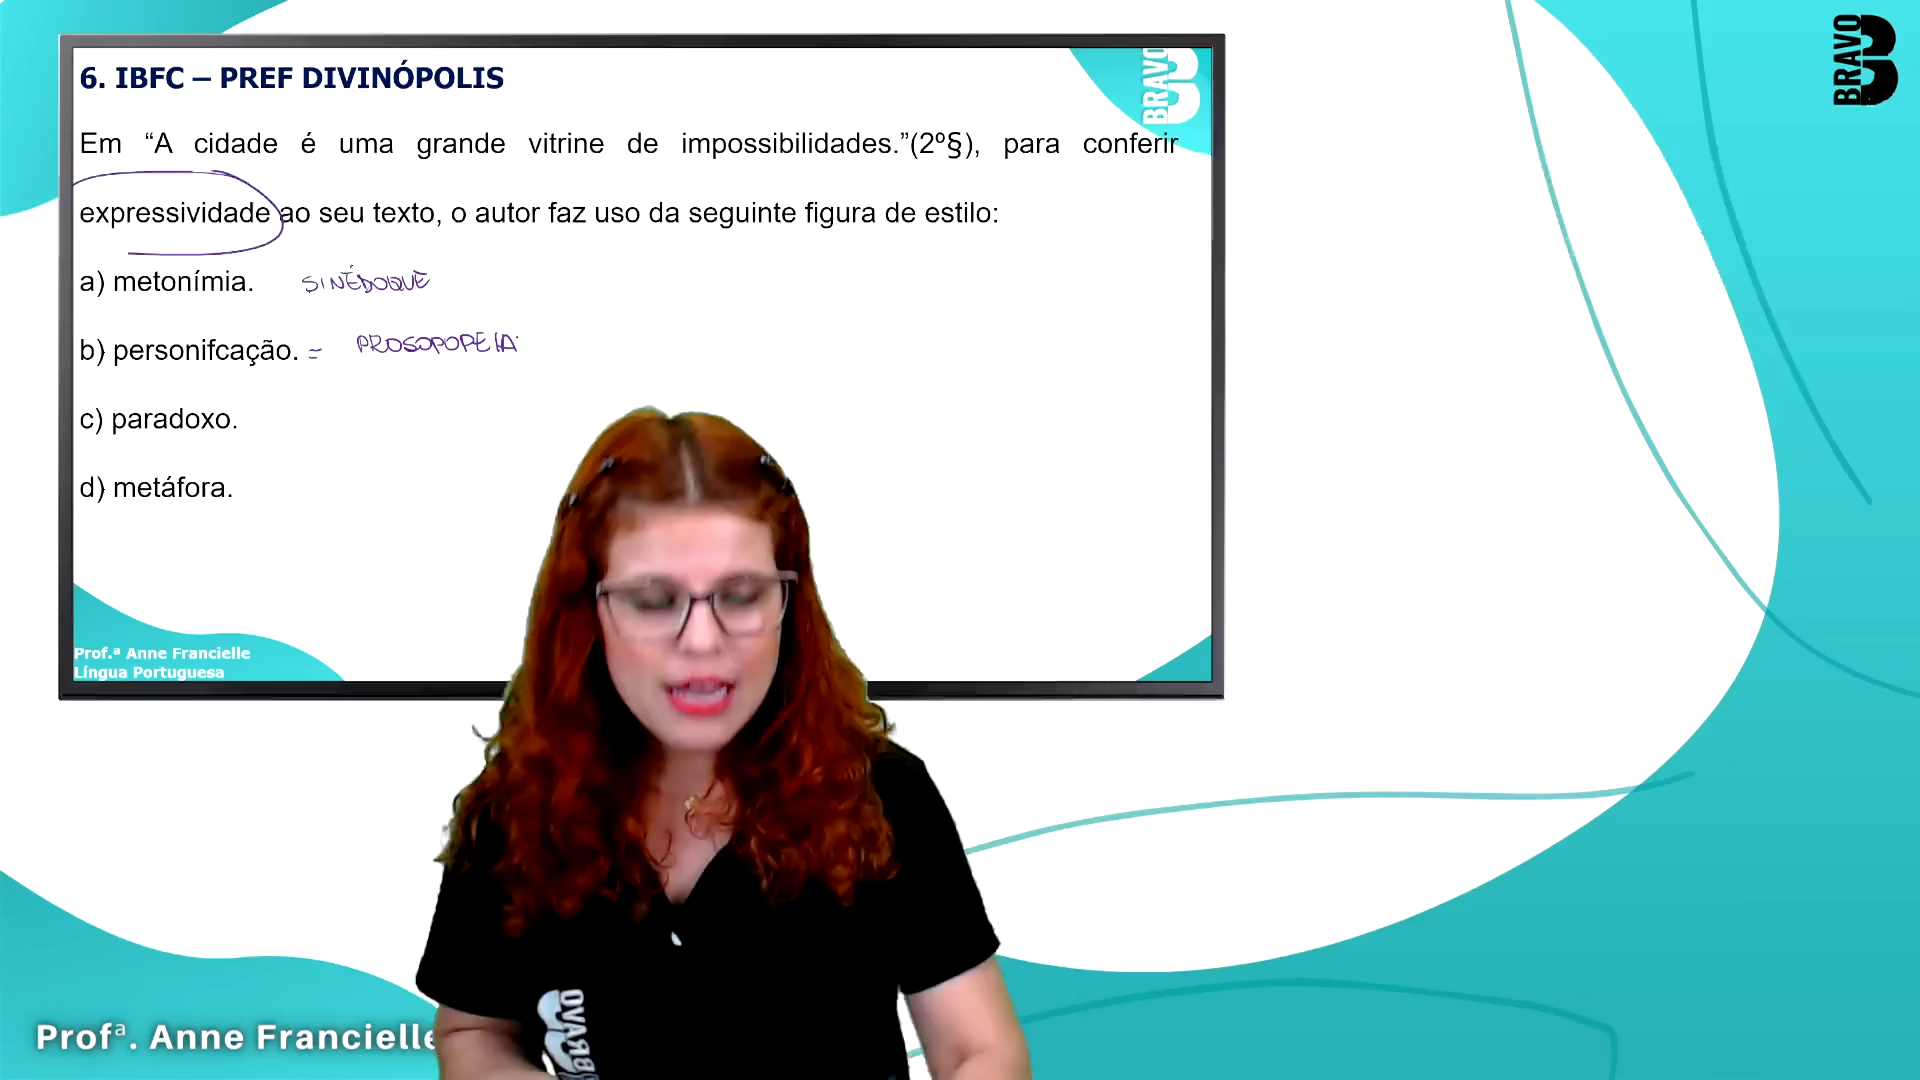 BRAVO
6. IBFC – PREF DIVINÓPOLIS
BRAVO
Em “A cidade é uma grande vitrine de impossibilidades.”(2º§), para conferir
expressividade ao seu texto, o autor faz uso da seguinte figura de estilo:
a) metonímia. SINÉDOQUE
b) personifcação. = PROSOPOPEIA
c) paradoxo.
d) metáfora.
Prof.ª Anne Francielle
Língua Portuguesa
BRAVO
Profª. Anne Francielle